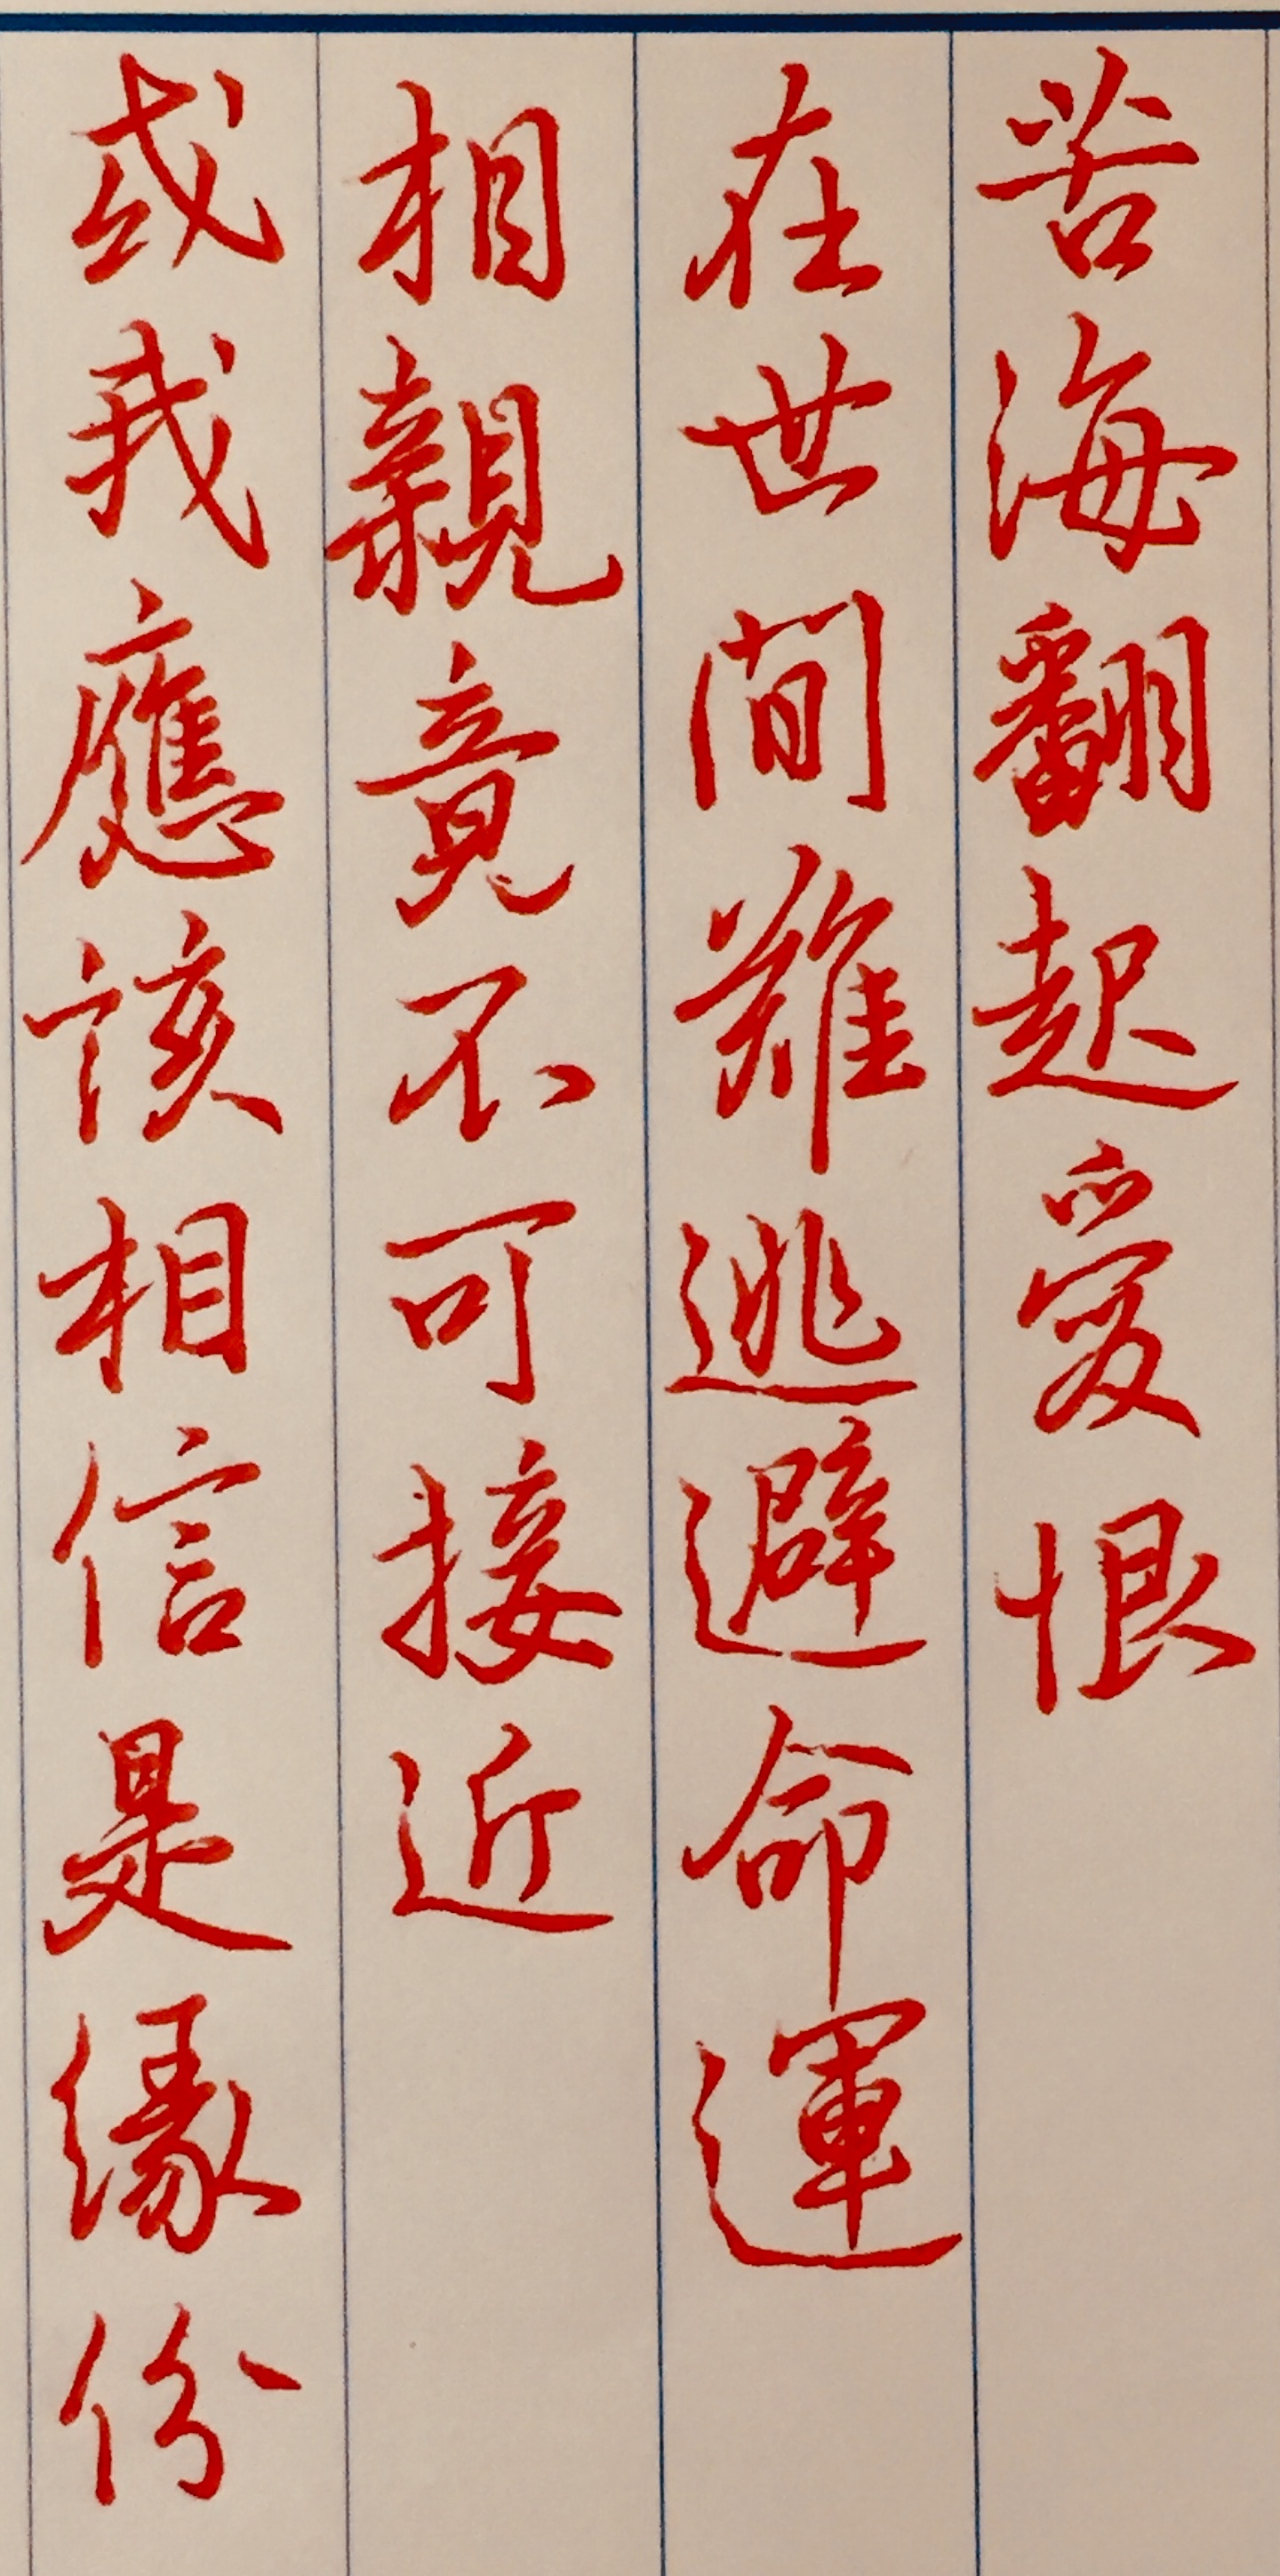 苦海翻起愛恨
在世間難逃避命運
相親竟不可接近
或我應該相信是緣份